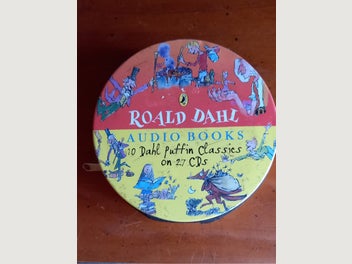 ROALD DAHL
AUDIO BOOKS
10 Dahl Puffin Classics
on 27 CDs